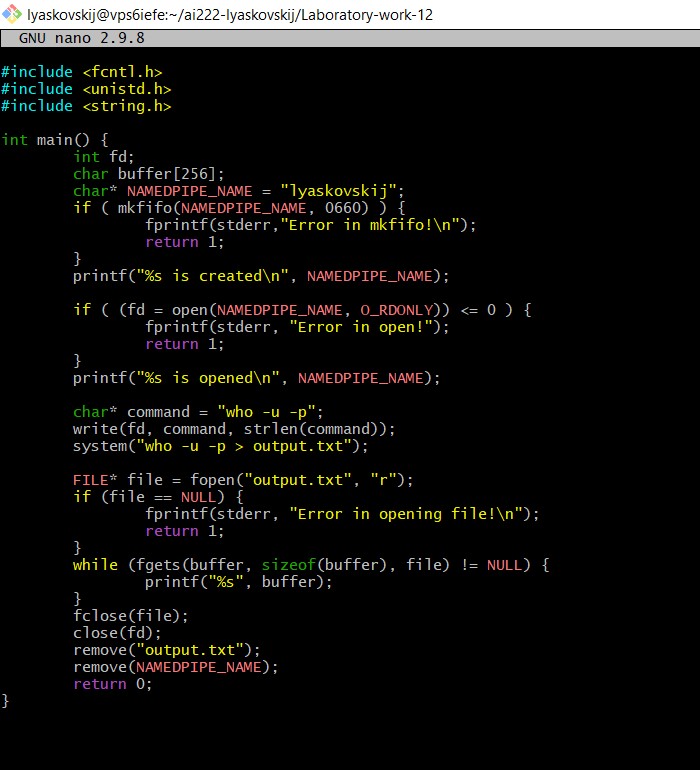 lyaskovskij@vps6iefe:~/ai222-lyaskovskij/Laboratory-work-12
GNU nano 2.9.8
#include <fcntl.h>
#include <unistd.h>
#include <string.h>
int main() {
int fd;
char buffer[256];
char* NAMEDPIPE_NAME = "lyaskovskij";
if ( mkfifo(NAMEDPIPE_NAME, 0660) ) {
fprintf(stderr,"Error in mkfifo!\n");
return 1;
}
printf("%s is created\n", NAMEDPIPE_NAME);
if ( (fd = open(NAMEDPIPE_NAME, O_RDONLY)) <= 0 ) {
fprintf(stderr, "Error in open!");
return 1;
}
printf("%s is opened\n", NAMEDPIPE_NAME);
char* command = "who -u -p";
write(fd, command, strlen(command));
system("who -u -p > output.txt");
FILE* file = fopen("output.txt", "r");
if (file == NULL) {
fprintf(stderr, "Error in opening file!\n");
return 1;
}
while (fgets(buffer, sizeof(buffer), file) != NULL) {
printf("%s", buffer);
}
fclose(file);
close(fd);
remove("output.txt");
remove(NAMEDPIPE_NAME);
return 0;
}